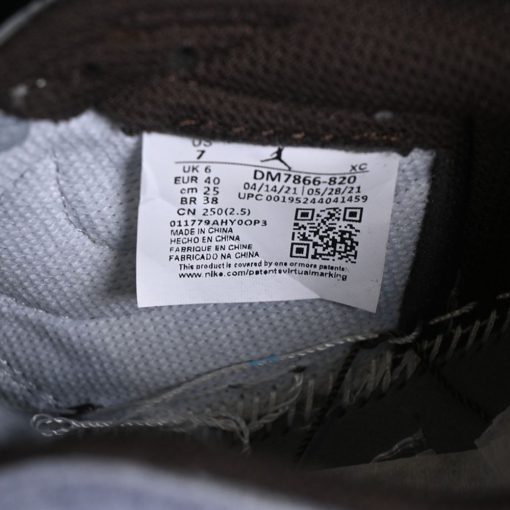 US
7
XC
UK 6
DM7866-820
EUR 40
04/14/21 05/28/21
cm 25
UPC 00195244041459
BR 38
CN 250(2.5)
011779AHY0OP3
MADE IN CHINA
HECHO EN CHINA
FABRIQUE EN CHINE
FABRICADO NA CHINA
This product is covered by one or more
www.nike.com/patentsvirtualmarking